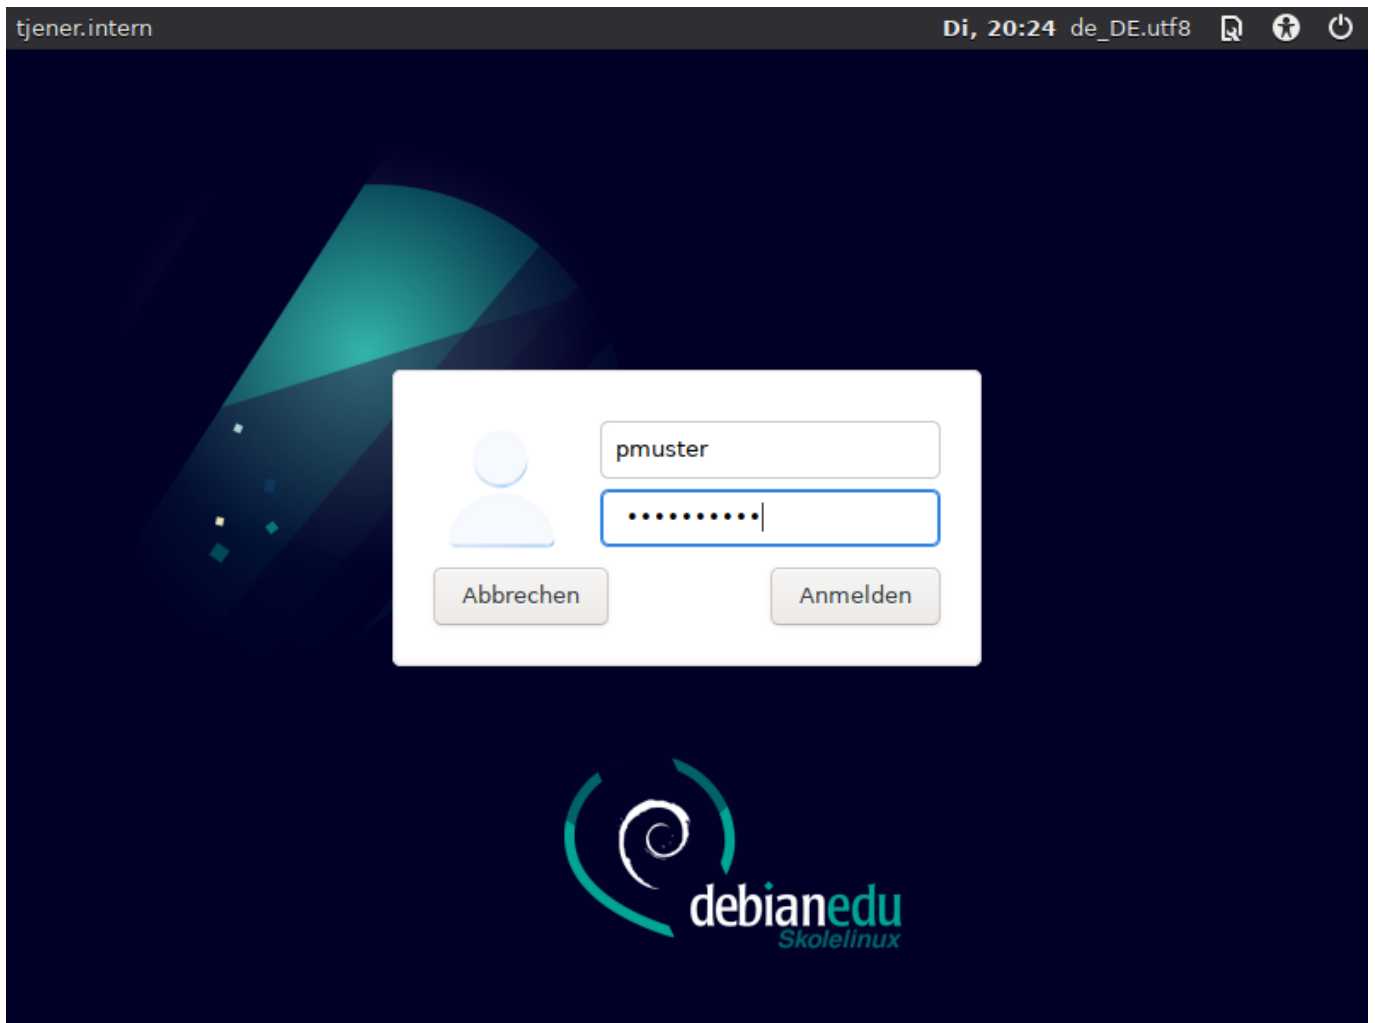 tjener.intern
Di, 20:24 de_DE.utf8
pmuster
••••••••••
Abbrechen
Anmelden
debianedu
Skolelinux